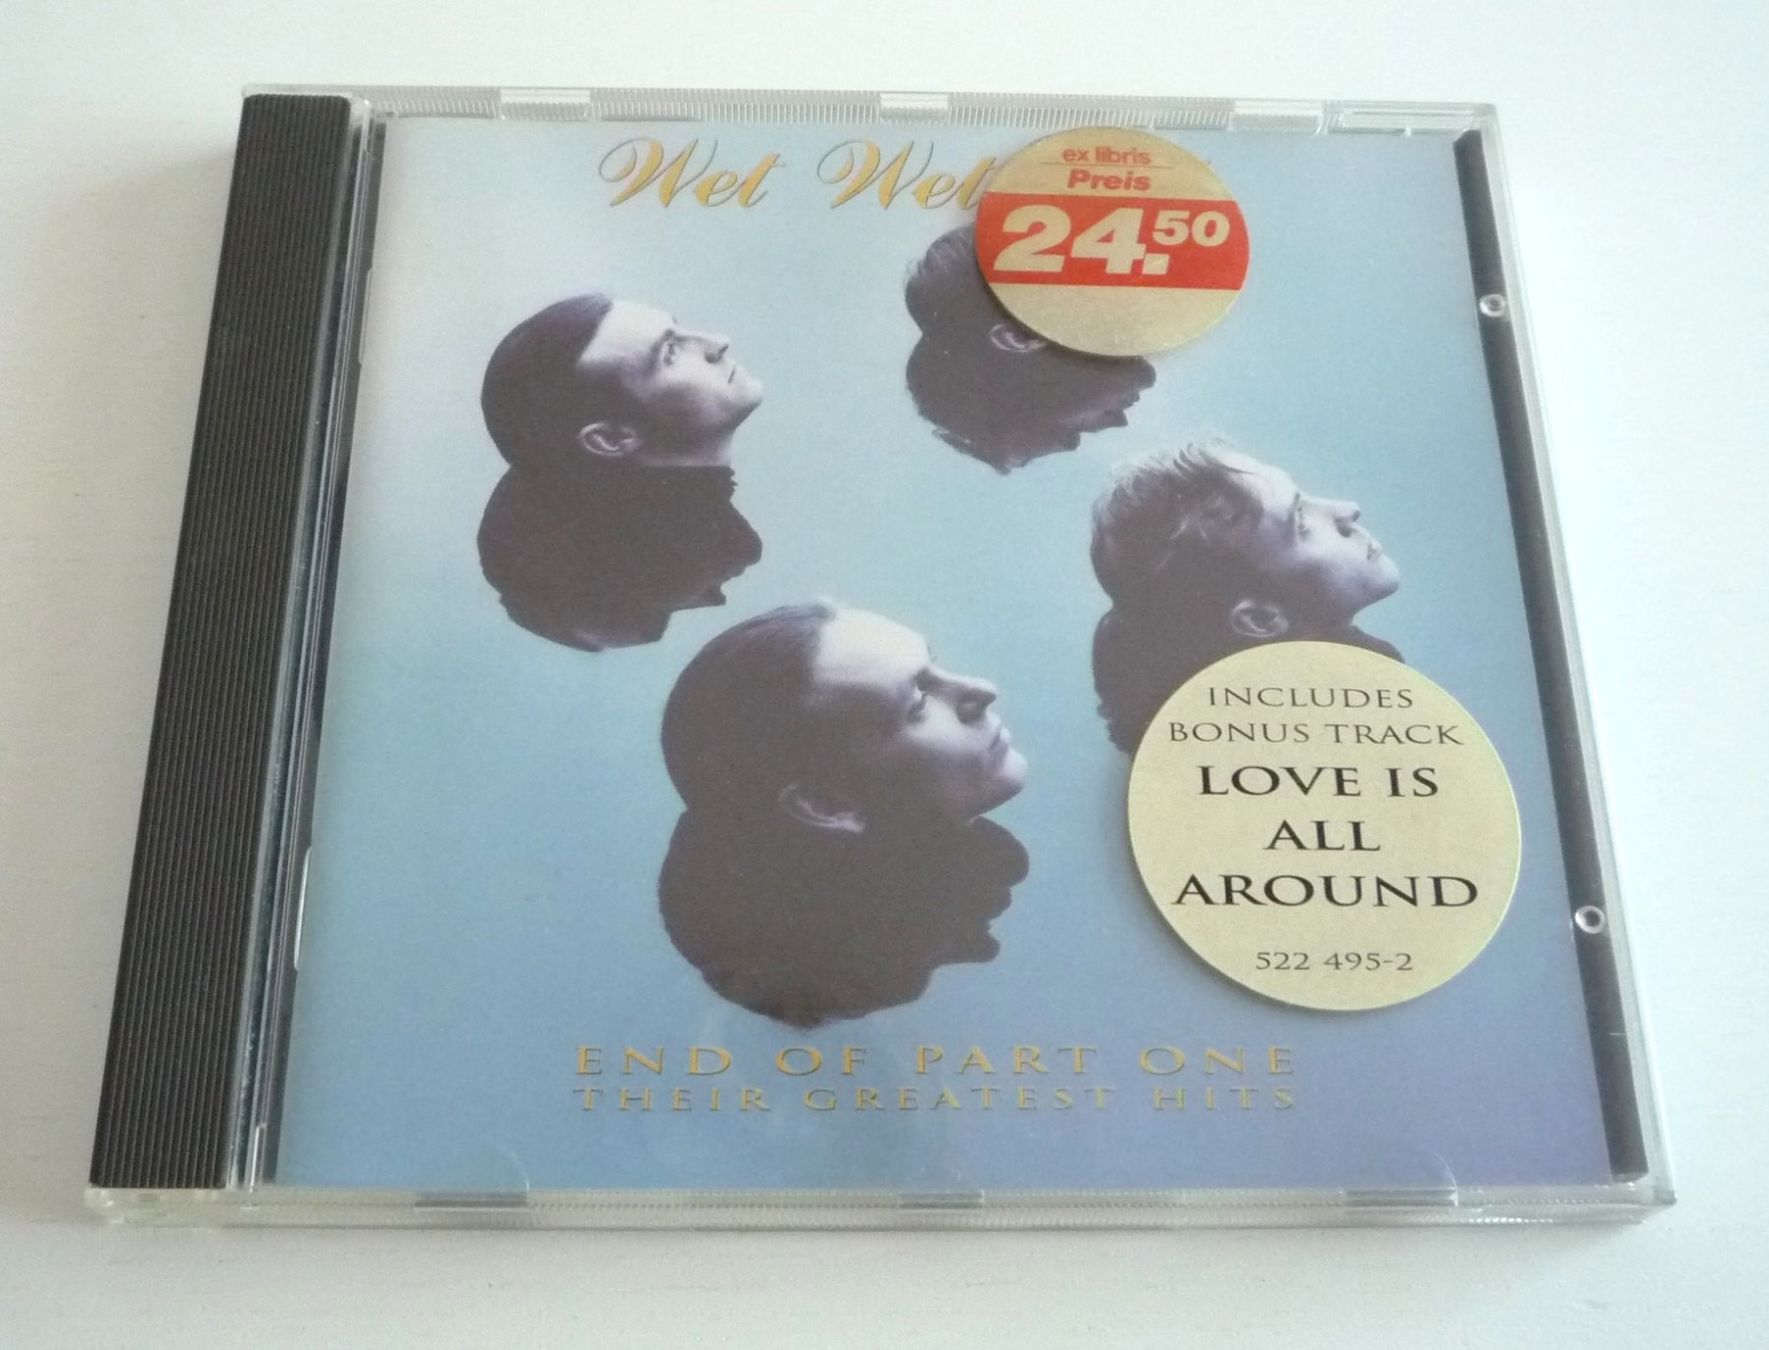 Wet Wet
ex libris
Preis
24.50
INCLUDES
BONUS TRACK
LOVE IS
ALL
AROUND
522 495-2
END OF PART ONE
THEIR GREATEST HITS